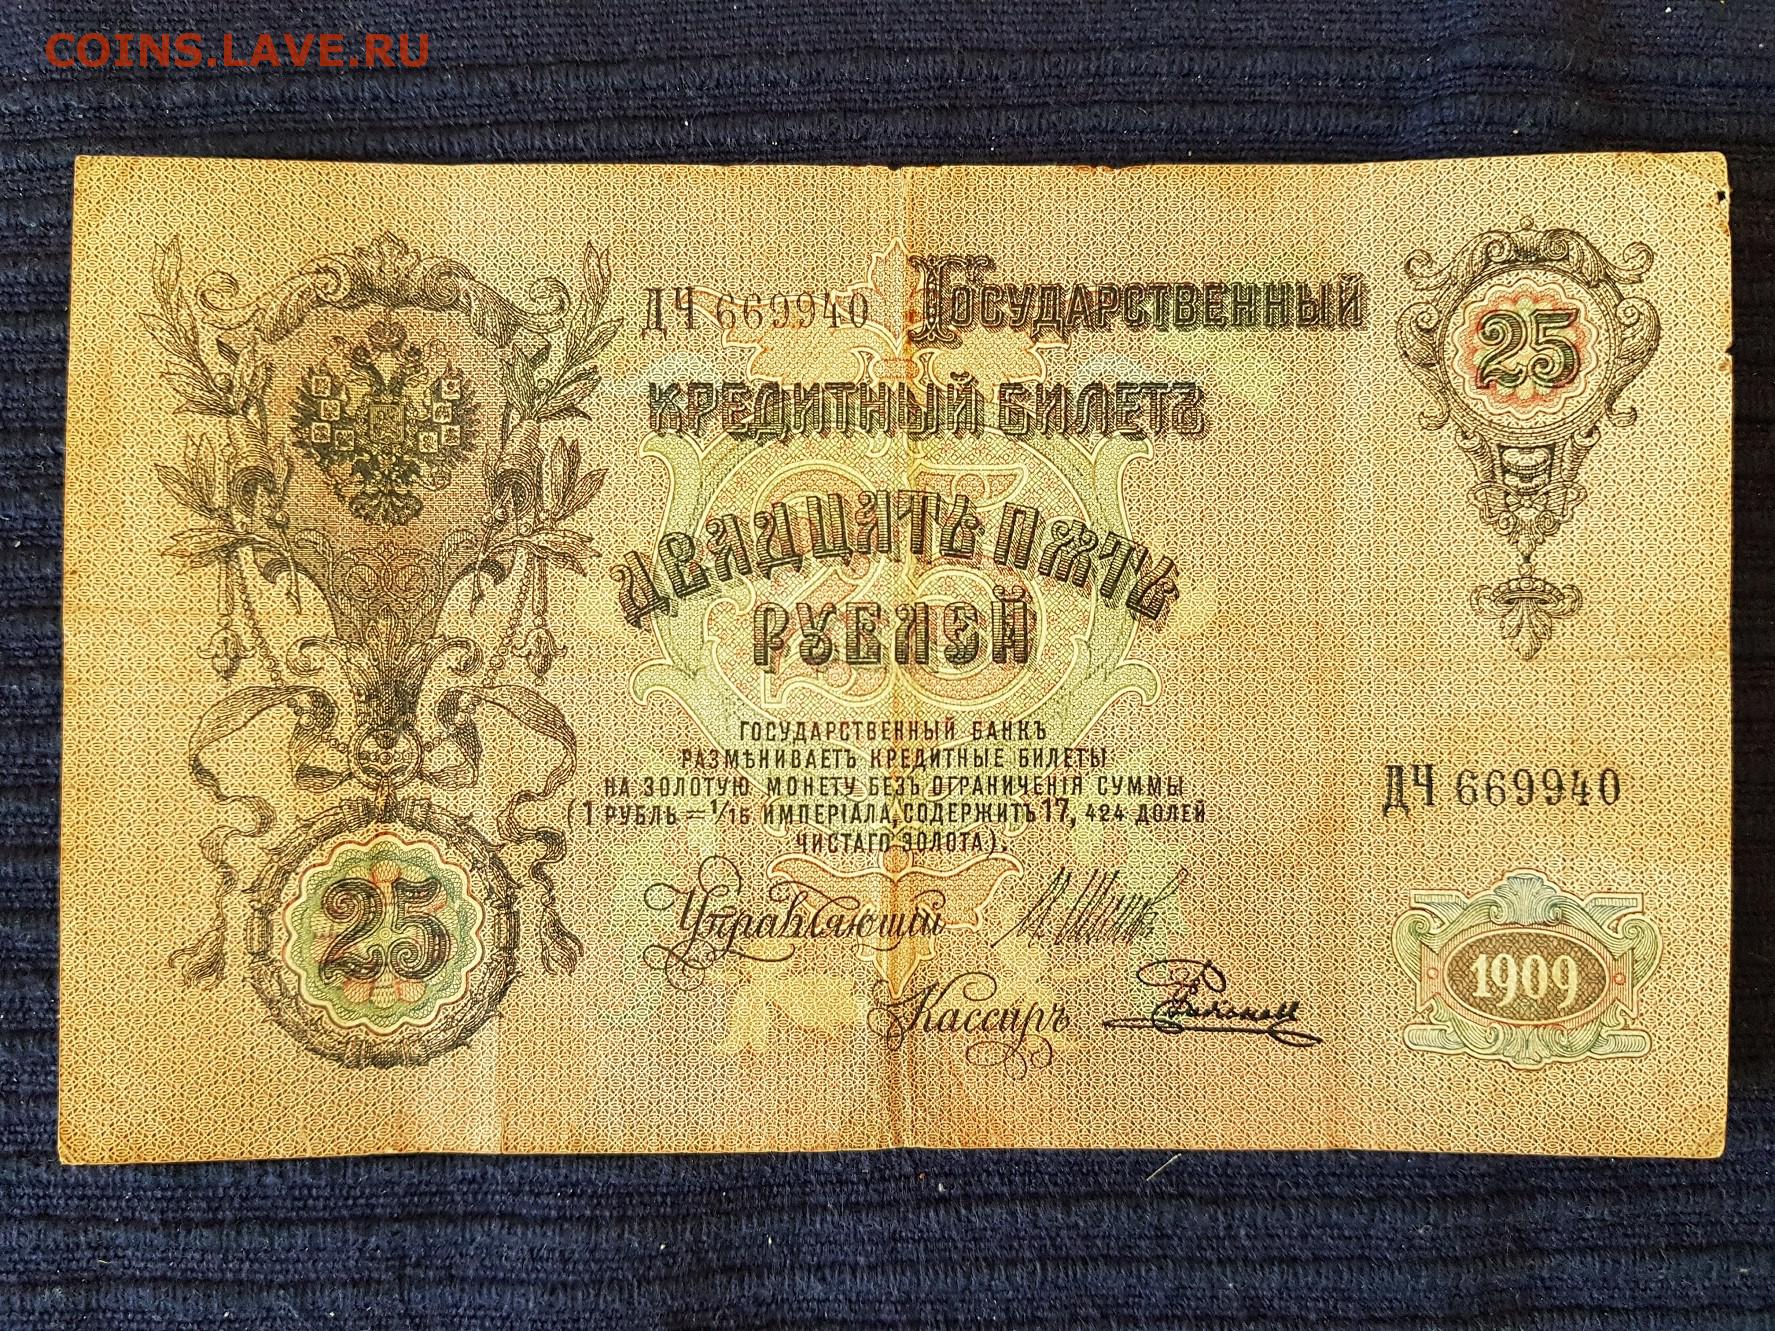 COINS.LAVE.RU
ДЧ 669940
Государственный
25
Кредитный Билетъ
Двадцать пять
рублей
ГОСУДАРСТВЕННЫЙ БАНКЪ
РАЗМѢНИВАЕТЪ КРЕДИТНЫЕ БИЛЕТЫ
НА ЗОЛОТУЮ МОНЕТУ БЕЗЪ ОГРАНИЧЕНІЯ СУММЫ
(1 РУБЛЬ = 1/15 ИМПЕРІАЛА, СОДЕРЖИТЪ 17,424 ДОЛЕЙ
ЧИСТАГО ЗОЛОТА).
ДЧ 669940
25
Управляющий
Кассиръ
1909